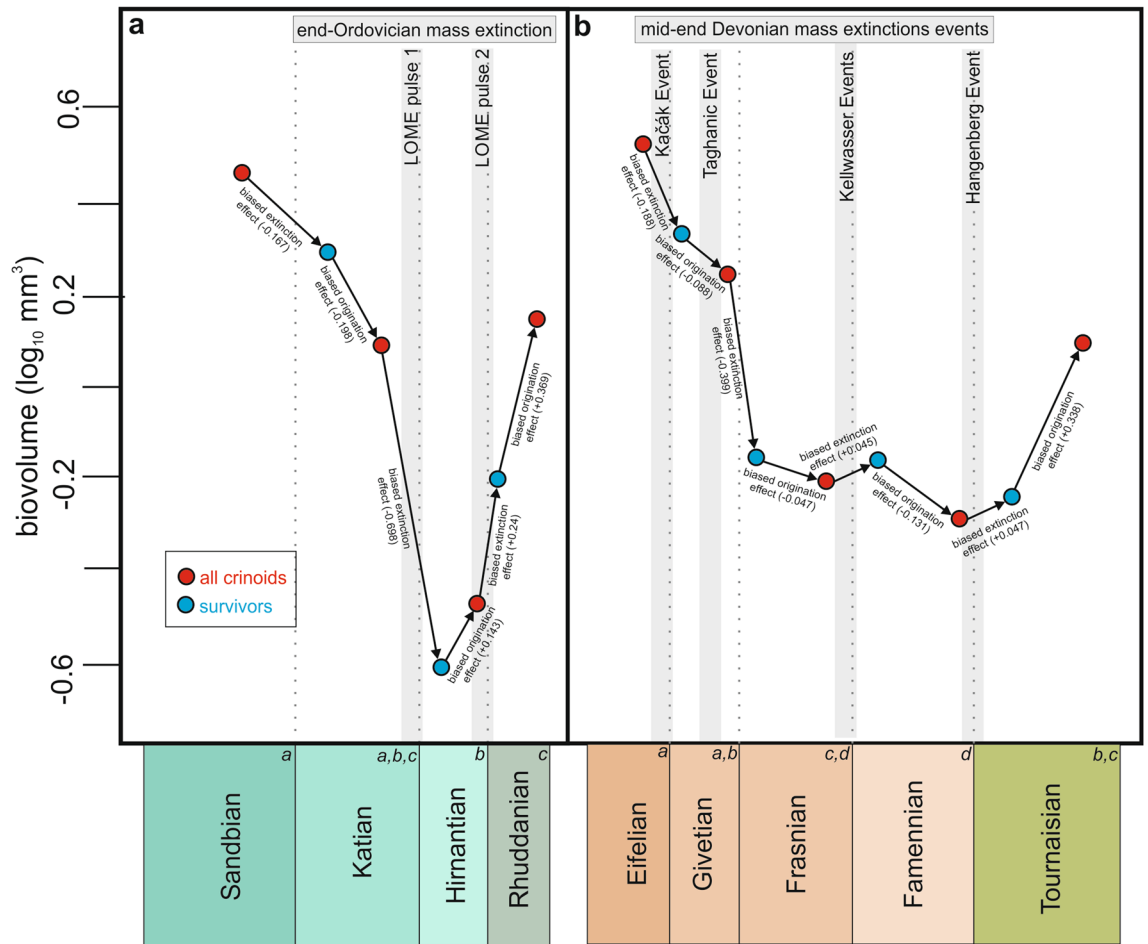 a
end-Ordovician mass extinction
LOME pulse 1
LOME pulse 2
biovolume (log10 mm3)
0.6
0.2
-0.2
-0.6
biased extinction
effect (-0.167)
biased origination
effect (-0.198)
biased extinction
effect (-0.698)
biased origination
effect (+0.143)
biased extinction
effect (+0.24)
biased origination
effect (+0.369)
all crinoids
survivors
b
mid-end Devonian mass extinctions events
Kačák Event
Taghanic Event
Kellwasser Events
Hangenberg Event
biased extinction
effect (-0.188)
biased origination
effect (-0.088)
biased extinction
effect (-0.399)
biased origination
effect (-0.047)
biased extinction
effect (+0.045)
biased origination
effect (-0.131)
biased extinction
effect (+0.047)
biased origination
effect (+0.338)
a
Sandbian
a,b,c
Katian
b
Hirnantian
c
Rhuddanian
a
Eifelian
a,b
Givetian
c,d
Frasnian
d
Famennian
b,c
Tournaisian